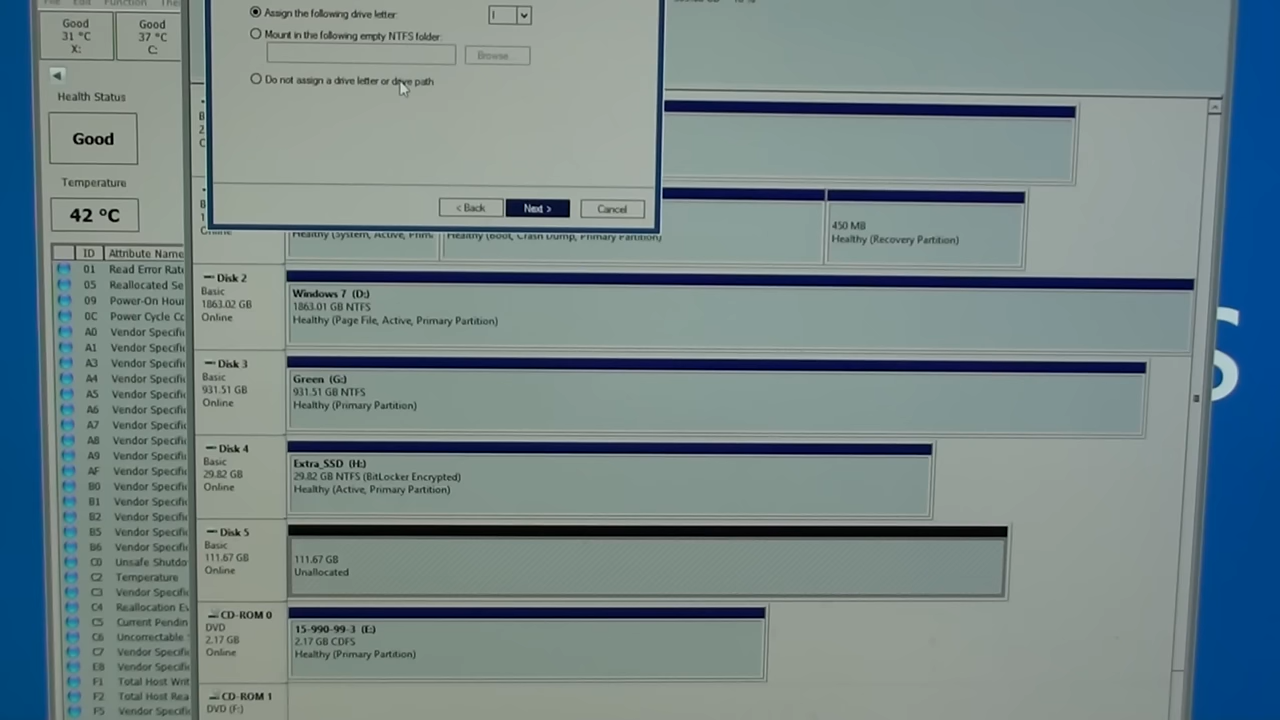 File Edit Function
Good
31 °C
X:
Good
37 °C
C:
Health Status
Good
Temperature
42 °C
ID Attribute Name
01 Read Error Rate
05 Reallocated Se
09 Power-On Hour
0C Power Cycle Co
A0 Vendor Specific
A1 Vendor Specific
A3 Vendor Specific
A4 Vendor Specific
A5 Vendor Specific
A6 Vendor Specific
A7 Vendor Specific
A8 Vendor Specific
A9 Vendor Specific
AF Vendor Specific
B0 Vendor Specific
B1 Vendor Specific
B2 Vendor Specific
B5 Vendor Specific
B6 Vendor Specific
C0 Unsafe Shutdo
C2 Temperature
C3 Vendor Specific
C4 Reallocation Ev
C5 Current Pendin
C6 Uncorrectable
C7 Vendor Specific
E8 Vendor Specific
F1 Total Host Writ
F2 Total Host Rea
F5 Vendor Specific
Assign the following drive letter:
I
Mount in the following empty NTFS folder:
Browse...
Do not assign a drive letter or drive path
< Back
Next >
Cancel
Online
Healthy (System, Active, Prim
Healthy (Boot, Crash Dump, Primary Partition)
450 MB
Healthy (Recovery Partition)
Disk 2
Basic
1863.02 GB
Online
Windows 7 (D:)
1863.01 GB NTFS
Healthy (Page File, Active, Primary Partition)
Disk 3
Basic
931.51 GB
Online
Green (G:)
931.51 GB NTFS
Healthy (Primary Partition)
Disk 4
Basic
29.82 GB
Online
Extra_SSD (H:)
29.82 GB NTFS (BitLocker Encrypted)
Healthy (Active, Primary Partition)
Disk 5
Basic
111.67 GB
Online
111.67 GB
Unallocated
CD-ROM 0
DVD
2.17 GB
Online
15-990-99-3 (E:)
2.17 GB CDFS
Healthy (Primary Partition)
CD-ROM 1
DVD (F:)